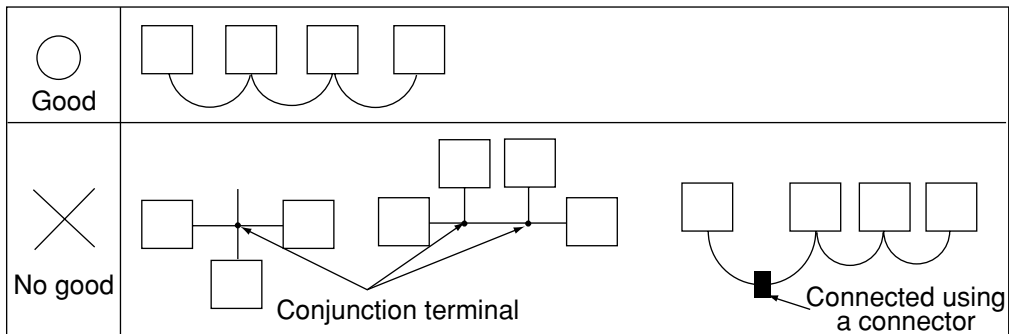 Good
No good
Conjunction terminal
Connected using
a connector